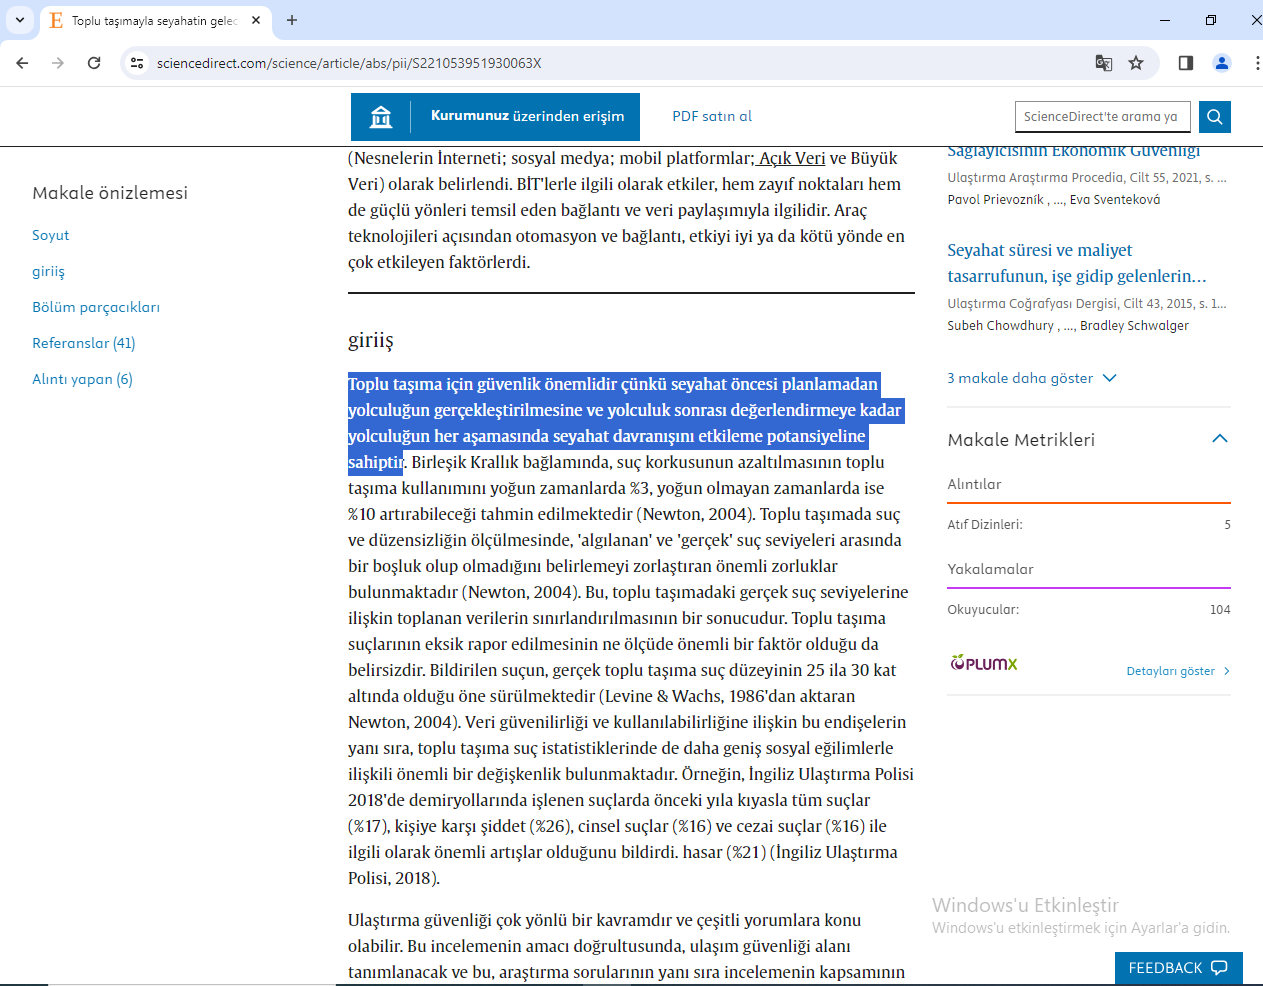 Toplu taşımayla seyahatin gelec
sciencedirect.com/science/article/abs/pii/S221053951930063X
Kurumunuz üzerinden erişim
PDF satın al
ScienceDirect'te arama ya
Makale önizlemesi
Soyut
giriiş
Bölüm parçacıkları
Referanslar (41)
Alıntı yapan (6)
(Nesnelerin İnterneti; sosyal medya; mobil platformlar; Açık Veri ve Büyük
Veri) olarak belirlendi. BİT'lerle ilgili olarak etkiler, hem zayıf noktaları hem
de güçlü yönleri temsil eden bağlantı ve veri paylaşımıyla ilgilidir. Araç
teknolojileri açısından otomasyon ve bağlantı, etkiyi iyi ya da kötü yönde en
çok etkileyen faktörlerdi.
giriiş
Toplu taşıma için güvenlik önemlidir çünkü seyahat öncesi planlamadan
yolculuğun gerçekleştirilmesine ve yolculuk sonrası değerlendirmeye kadar
yolculuğun her aşamasında seyahat davranışını etkileme potansiyeline
sahiptir. Birleşik Krallık bağlamında, suç korkusunun azaltılmasının toplu
taşıma kullanımını yoğun zamanlarda %3, yoğun olmayan zamanlarda ise
%10 artırabileceği tahmin edilmektedir (Newton, 2004). Toplu taşımada suç
ve düzensizliğin ölçülmesinde, 'algılanan' ve 'gerçek' suç seviyeleri arasında
bir boşluk olup olmadığını belirlemeyi zorlaştıran önemli zorluklar
bulunmaktadır (Newton, 2004). Bu, toplu taşımadaki gerçek suç seviyelerine
ilişkin toplanan verilerin sınırlandırılmasının bir sonucudur. Toplu taşıma
suçlarının eksik rapor edilmesinin ne ölçüde önemli bir faktör olduğu da
belirsizdir. Bildirilen suçun, gerçek toplu taşıma suç düzeyinin 25 ila 30 kat
altında olduğu öne sürülmektedir (Levine & Wachs, 1986'dan aktaran
Newton, 2004). Veri güvenilirliği ve kullanılabilirliğine ilişkin bu endişelerin
yanı sıra, toplu taşıma suç istatistiklerinde de daha geniş sosyal eğilimlerle
ilişkili önemli bir değişkenlik bulunmaktadır. Örneğin, İngiliz Ulaştırma Polisi
2018'de demiryollarında işlenen suçlarda önceki yıla kıyasla tüm suçlar
(%17), kişiye karşı şiddet (%26), cinsel suçlar (%16) ve cezai suçlar (%16) ile
ilgili olarak önemli artışlar olduğunu bildirdi. hasar (%21) (İngiliz Ulaştırma
Polisi, 2018).
Ulaştırma güvenliği çok yönlü bir kavramdır ve çeşitli yorumlara konu
olabilir. Bu incelemenin amacı doğrultusunda, ulaşım güvenliği alanı
tanımlanacak ve bu, araştırma sorularının yanı sıra incelemenin kapsamının
Sağlayıcısının Ekonomik Güvenliği
Ulaştırma Araştırma Procedia, Cilt 55, 2021, s. ...
Pavol Prievozník , ..., Eva Sventeková
Seyahat süresi ve maliyet
tasarrufunun, işe gidip gelenlerin...
Ulaştırma Coğrafyası Dergisi, Cilt 43, 2015, s. 1...
Subeh Chowdhury , ..., Bradley Schwalger
3 makale daha göster
Makale Metrikleri
Alıntılar
Atıf Dizinleri: 5
Yakalamalar
Okuyucular: 104
PLUMX
Detayları göster
Windows'u Etkinleştir
Windows'u etkinleştirmek için Ayarlar'a gidin.
FEEDBACK